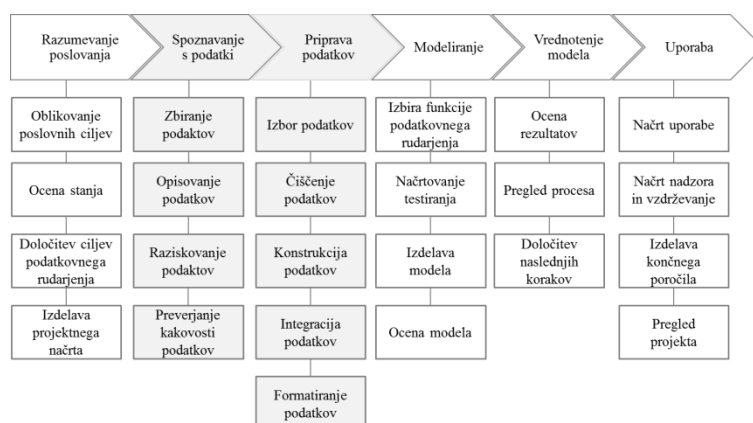 Razumevanje
poslovanja
Spoznavanje
s podatki
Priprava
podatkov
Modeliranje
Vrednotenje
modela
Uporaba
Oblikovanje
poslovnih ciljev
Ocena stanja
Določitev ciljev
podatkovnega
rudarjenja
Izdelava
projektnega
načrta
Zbiranje
podaktov
Opisovanje
podatkov
Raziskovanje
podaktov
Preverjanje
kakovosti
podatkov
Izbor podatkov
Čiščenje
podatkov
Konstrukcija
podatkov
Integracija
podatkov
Formatiranje
podatkov
Izbira funkcije
podatkovnega
rudarjenja
Načrtovanje
testiranja
Izdelava
modela
Ocena modela
Ocena
rezultatov
Pregled procesa
Določitev
naslednjih
korakov
Načrt uporabe
Načrt nadzora
in vzdrževanje
Izdelava
končnega
poročila
Pregled
projekta